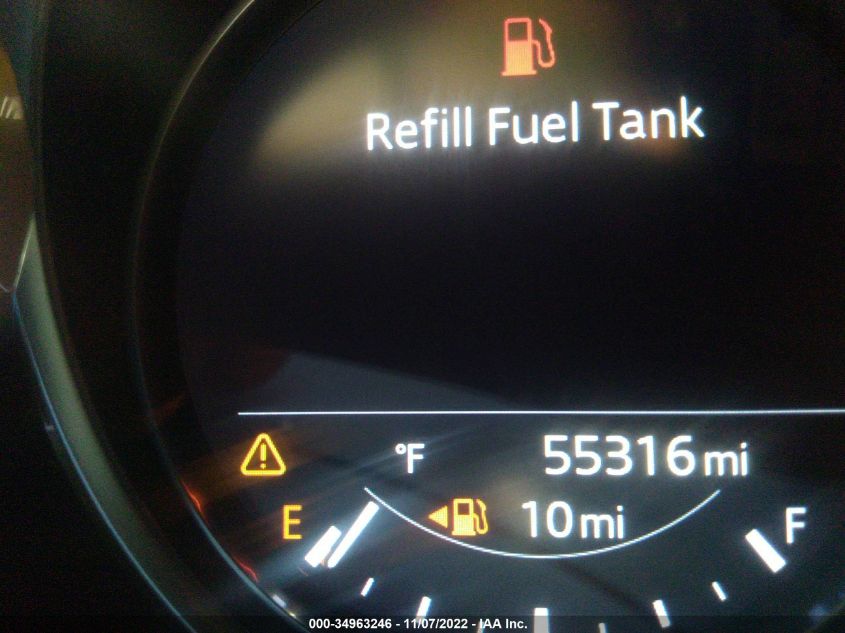 Refill Fuel Tank
°F 55316 mi
E 10 mi F
000-34963246 - 11/07/2022 - IAA Inc.